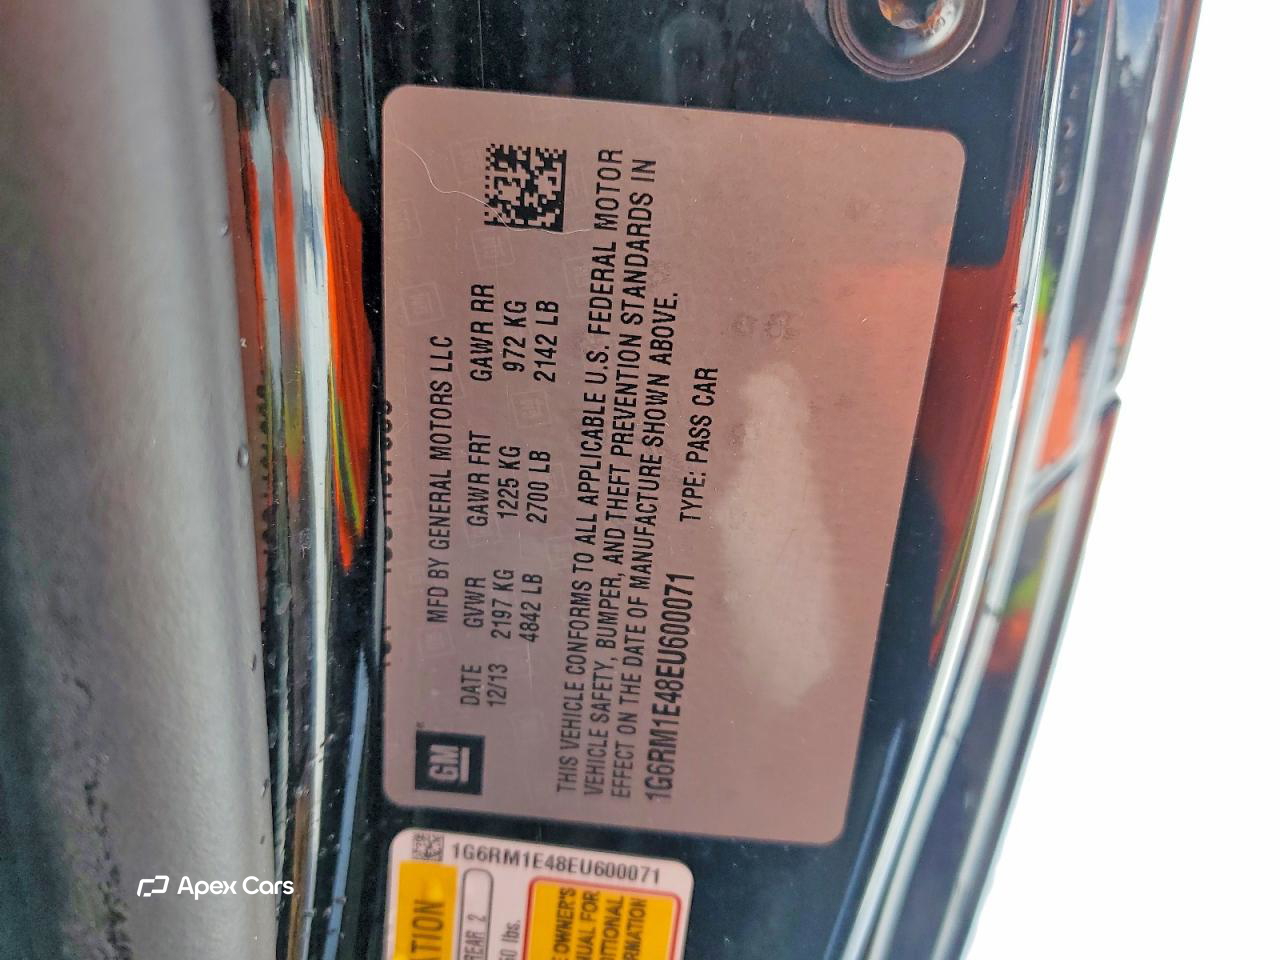 GM
MFD BY GENERAL MOTORS LLC
DATE GVWR GAWR FRT GAWR RR
12/13 2197 KG 1225 KG 972 KG
4842 LB 2700 LB 2142 LB
THIS VEHICLE CONFORMS TO ALL APPLICABLE U.S. FEDERAL MOTOR
VEHICLE SAFETY, BUMPER, AND THEFT PREVENTION STANDARDS IN
EFFECT ON THE DATE OF MANUFACTURE SHOWN ABOVE.
1G6RM1E48EU600071 TYPE: PASS CAR
1G6RM1E48EU600071
REAR 2
lbs.
OWNER'S
FOR
Apex Cars